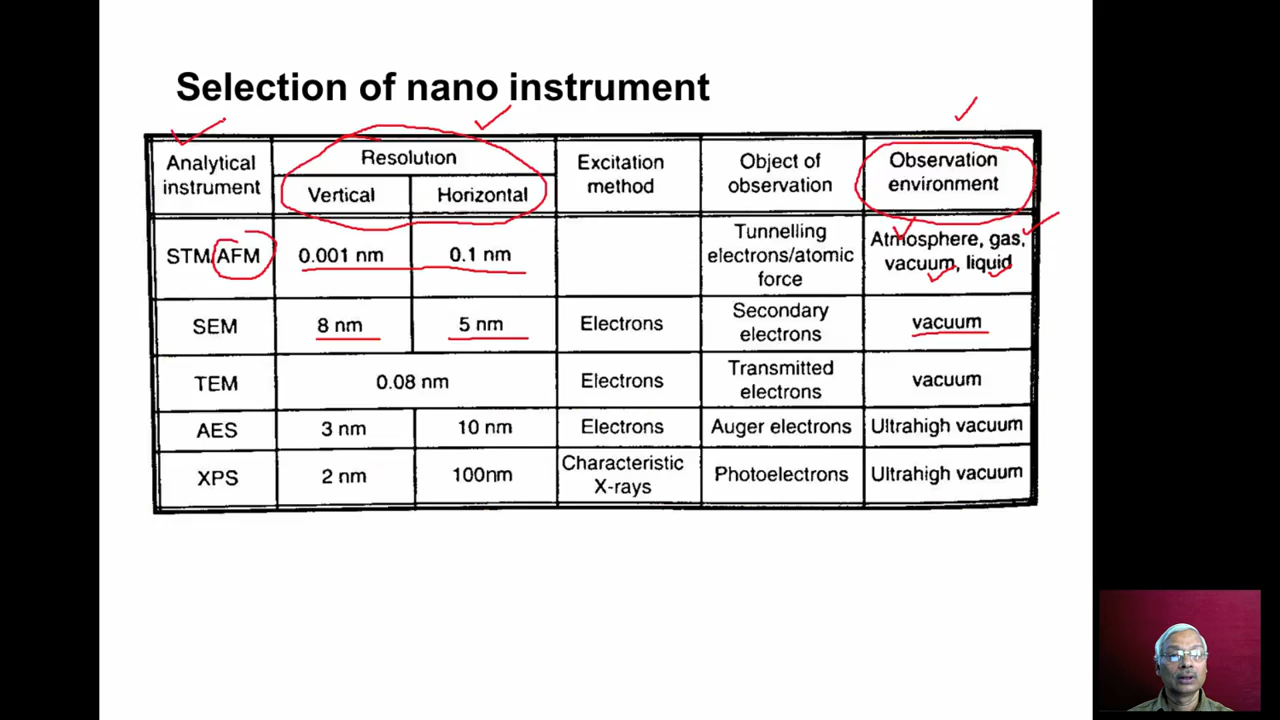 Selection of nano instrument
Analytical instrument Resolution Excitation method Object of observation Observation environment
Vertical Horizontal
STM/AFM 0.001 nm 0.1 nm Tunnelling electrons/atomic force Atmosphere, gas, vacuum, liquid
SEM 8 nm 5 nm Electrons Secondary electrons vacuum
TEM 0.08 nm Electrons Transmitted electrons vacuum
AES 3 nm 10 nm Electrons Auger electrons Ultrahigh vacuum
XPS 2 nm 100nm Characteristic X-rays Photoelectrons Ultrahigh vacuum